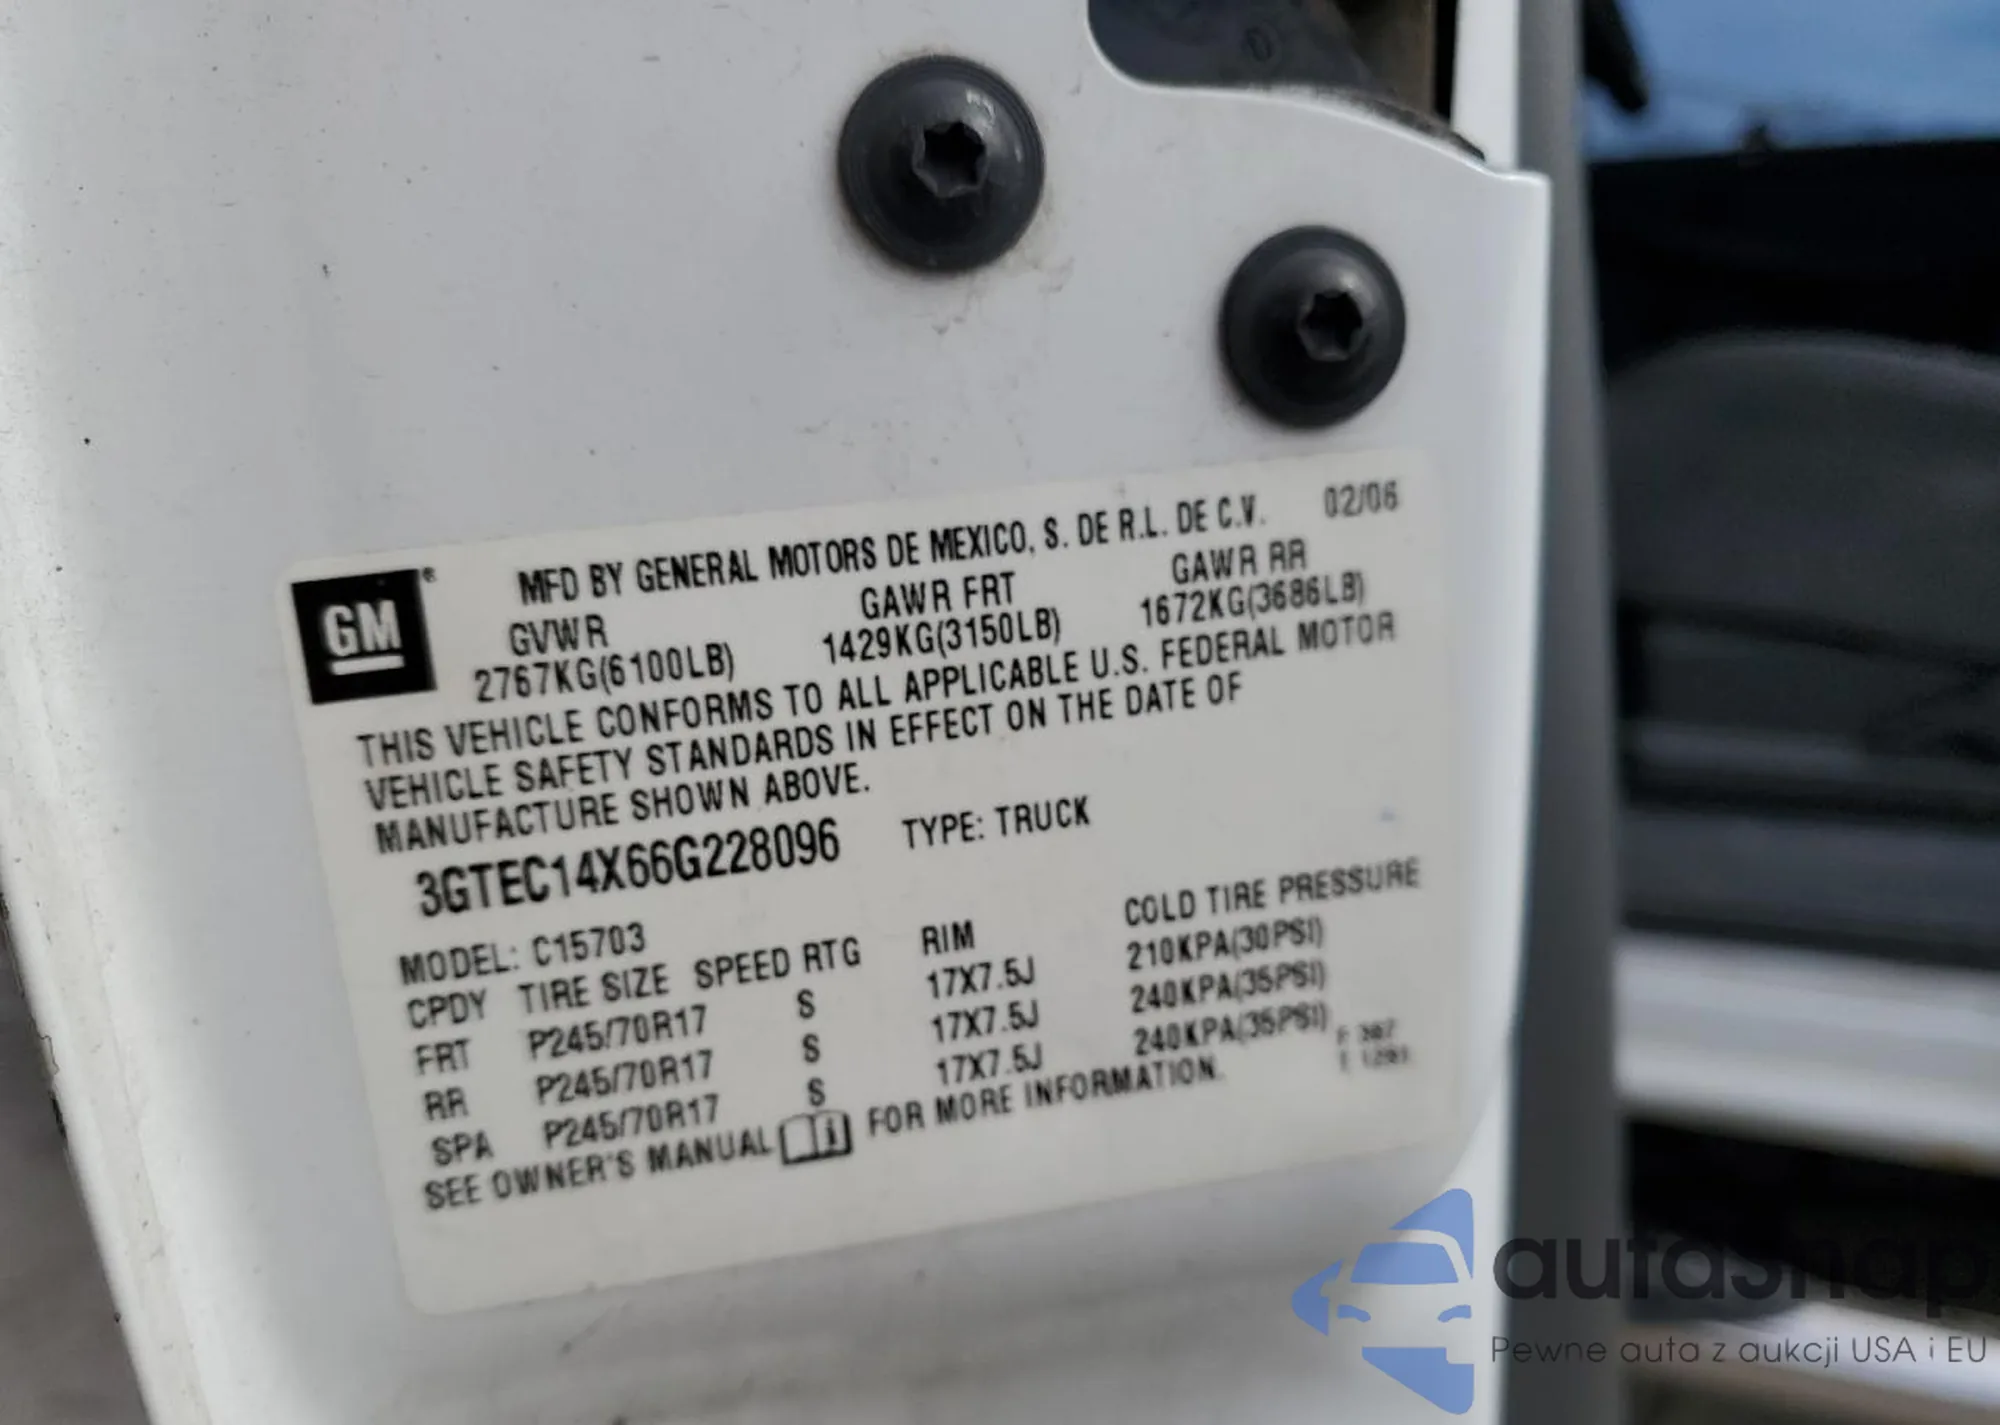 GM®
MFD BY GENERAL MOTORS DE MEXICO, S. DE R.L. DE C.V. 02/06
GVWR GAWR FRT GAWR RR
2767KG(6100LB) 1429KG(3150LB) 1672KG(3686LB)
THIS VEHICLE CONFORMS TO ALL APPLICABLE U.S. FEDERAL MOTOR
VEHICLE SAFETY STANDARDS IN EFFECT ON THE DATE OF
MANUFACTURE SHOWN ABOVE.
3GTEC14X66G228096 TYPE: TRUCK
MODEL: C15703
CPDY TIRE SIZE SPEED RTG RIM COLD TIRE PRESSURE
FRT P245/70R17 S 17X7.5J 210KPA(30PSI)
RR P245/70R17 S 17X7.5J 240KPA(35PSI)
SPA P245/70R17 S 17X7.5J 240KPA(35PSI)
SEE OWNER'S MANUAL FOR MORE INFORMATION.
autasnap
Pewne auta z aukcji USA i EU